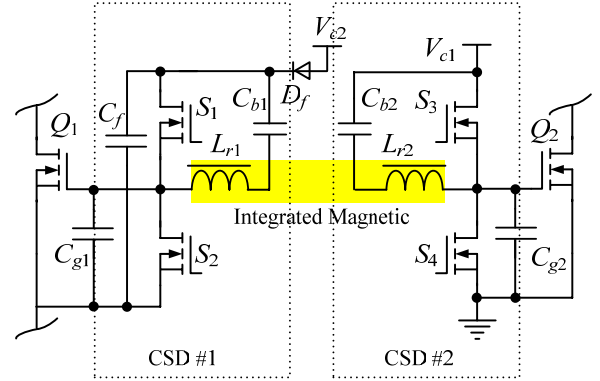 V_c2
V_c1
C_f
S_1
C_b1
D_f
C_b2
S_3
Q_1
Q_2
L_r1
L_r2
Integrated Magnetic
C_g1
S_2
S_4
C_g2
CSD #1
CSD #2